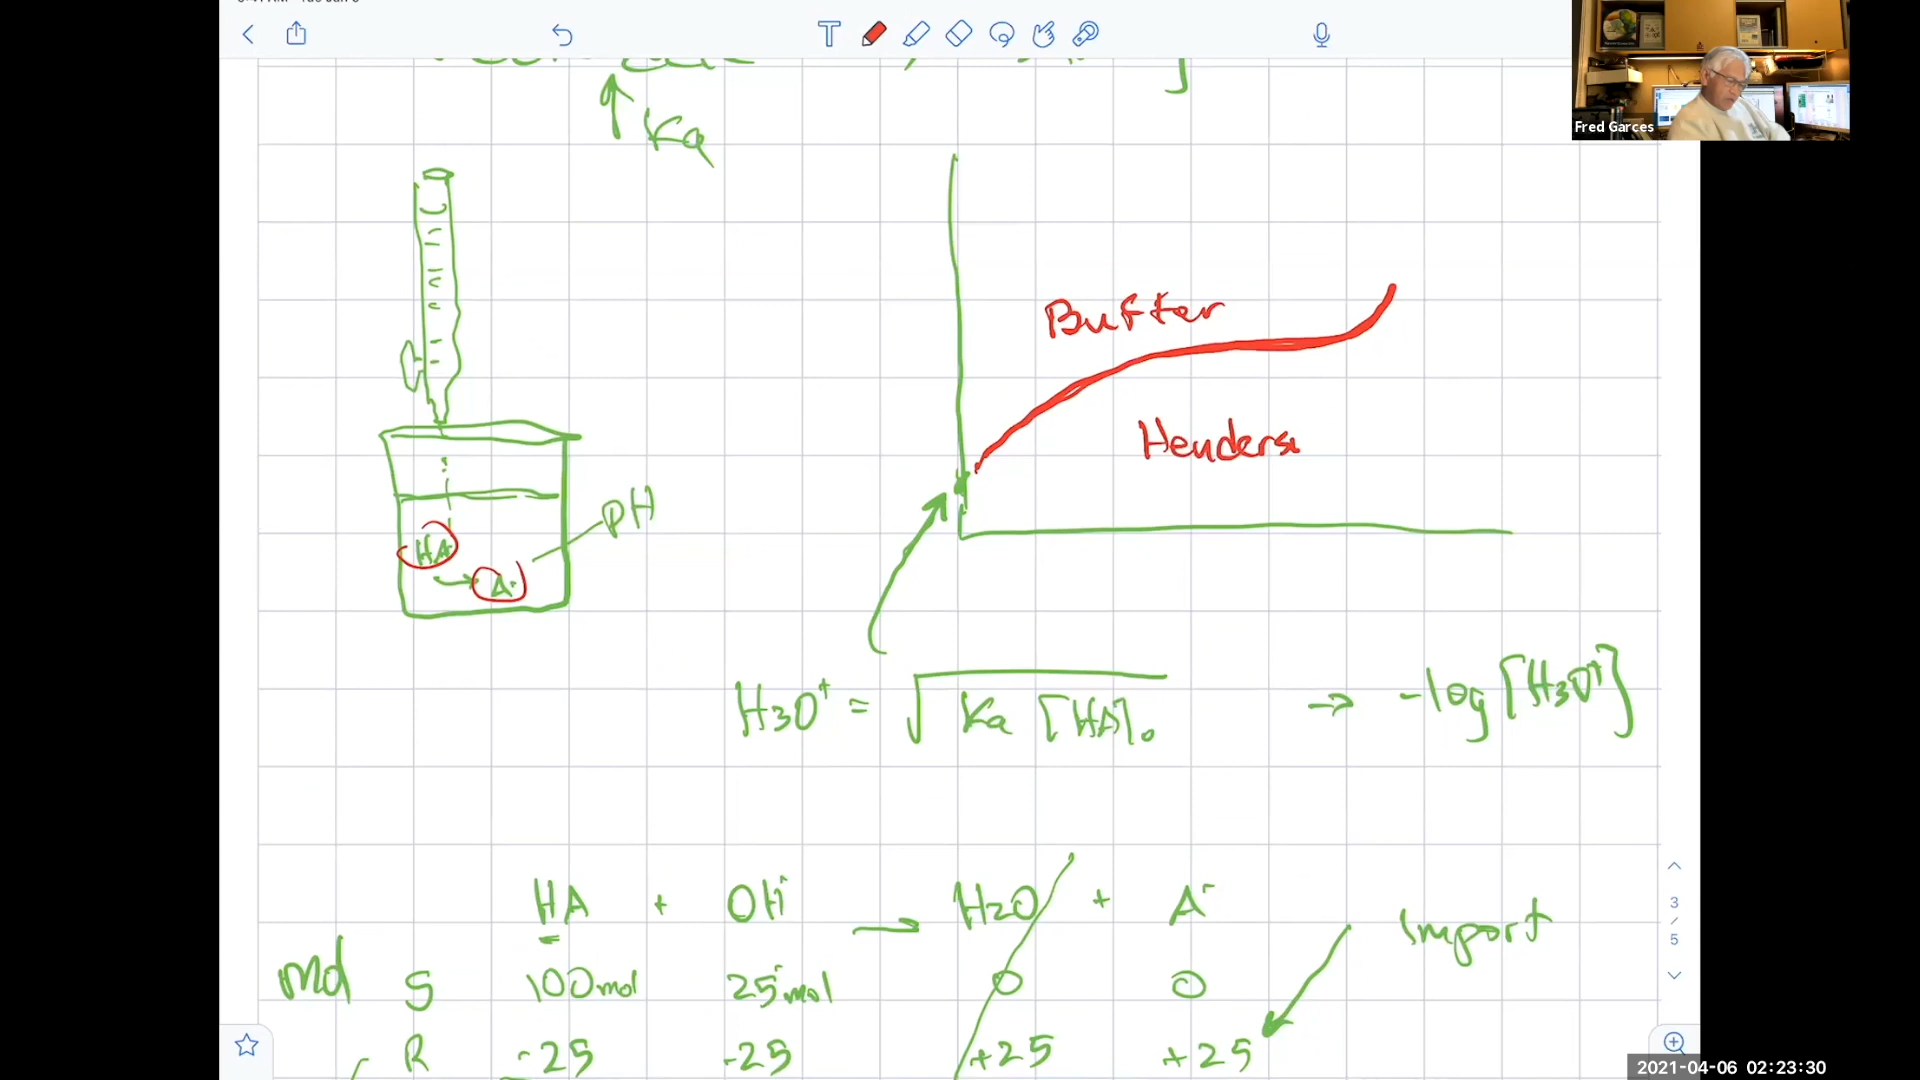 Ka
Buffer
Henders
pH
HA
A-
H3O+ = √Ka [HA]o → -log [H3O+]
HA + OH- → H2O + A-
Import
mol S 100mol 25mol 0 0
R -25 -25 +25 +25
Fred Garces
3
/
5
2021-04-06 02:23:30